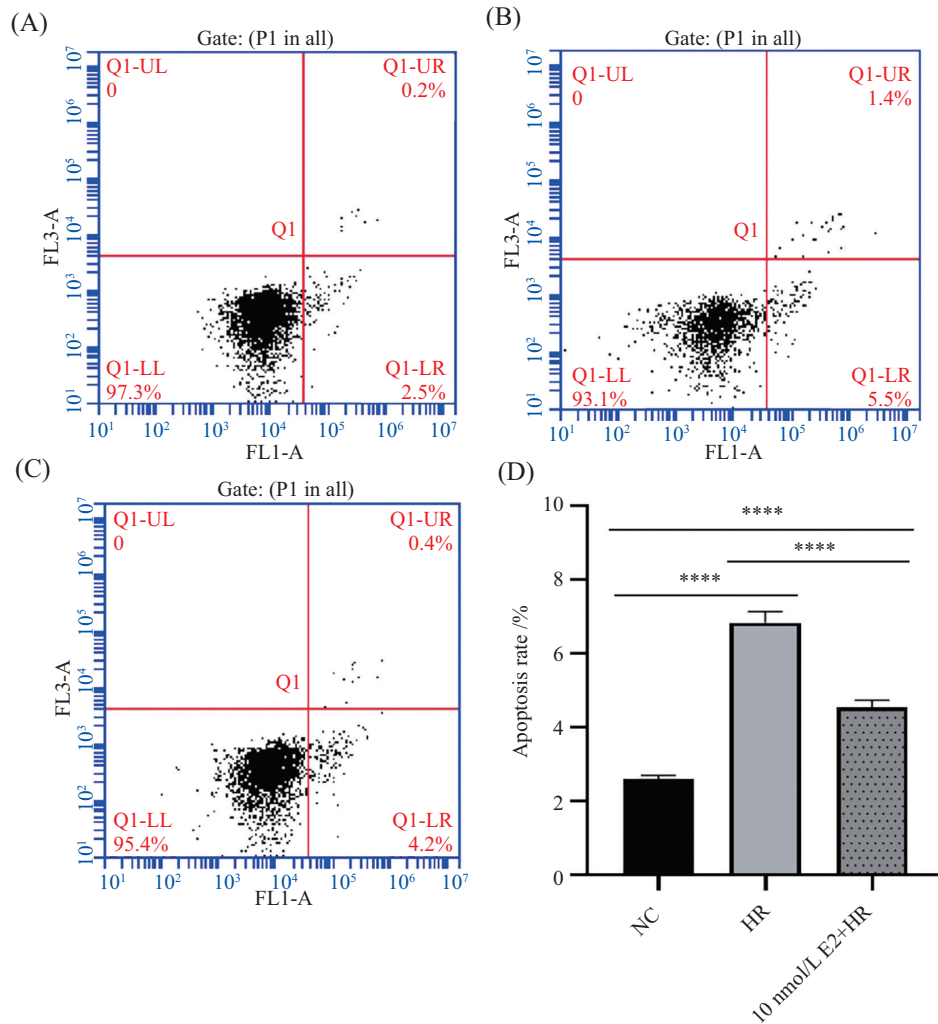 (A)
Gate: (P1 in all)
Q1-UL
0
Q1-UR
0.2%
Q1
Q1-LL
97.3%
Q1-LR
2.5%
FL3-A
10^1 10^2 10^3 10^4 10^5 10^6 10^7
10^1 10^2 10^3 10^4 10^5 10^6 10^7
FL1-A
(B)
Gate: (P1 in all)
Q1-UL
0
Q1-UR
1.4%
Q1
Q1-LL
93.1%
Q1-LR
5.5%
FL3-A
10^1 10^2 10^3 10^4 10^5 10^6 10^7
10^1 10^2 10^3 10^4 10^5 10^6 10^7
FL1-A
(C)
Gate: (P1 in all)
Q1-UL
0
Q1-UR
0.4%
Q1
Q1-LL
95.4%
Q1-LR
4.2%
FL3-A
10^1 10^2 10^3 10^4 10^5 10^6 10^7
10^1 10^2 10^3 10^4 10^5 10^6 10^7
FL1-A
(D)
Apoptosis rate /%
10
8
6
4
2
0
****
****
****
NC
HR
10 nmol/L E2+HR